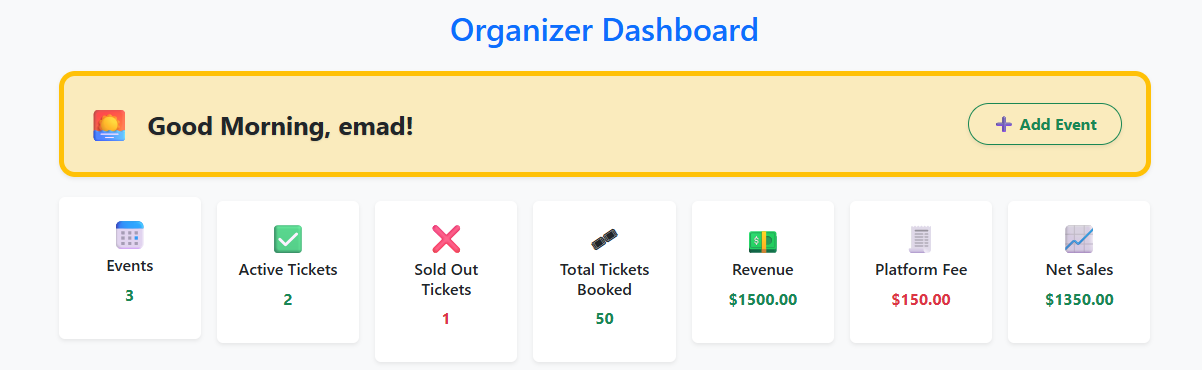 Organizer Dashboard
Good Morning, emad!
Add Event
Events
3
Active Tickets
2
Sold Out
Tickets
1
Total Tickets
Booked
50
Revenue
$1500.00
Platform Fee
$150.00
Net Sales
$1350.00